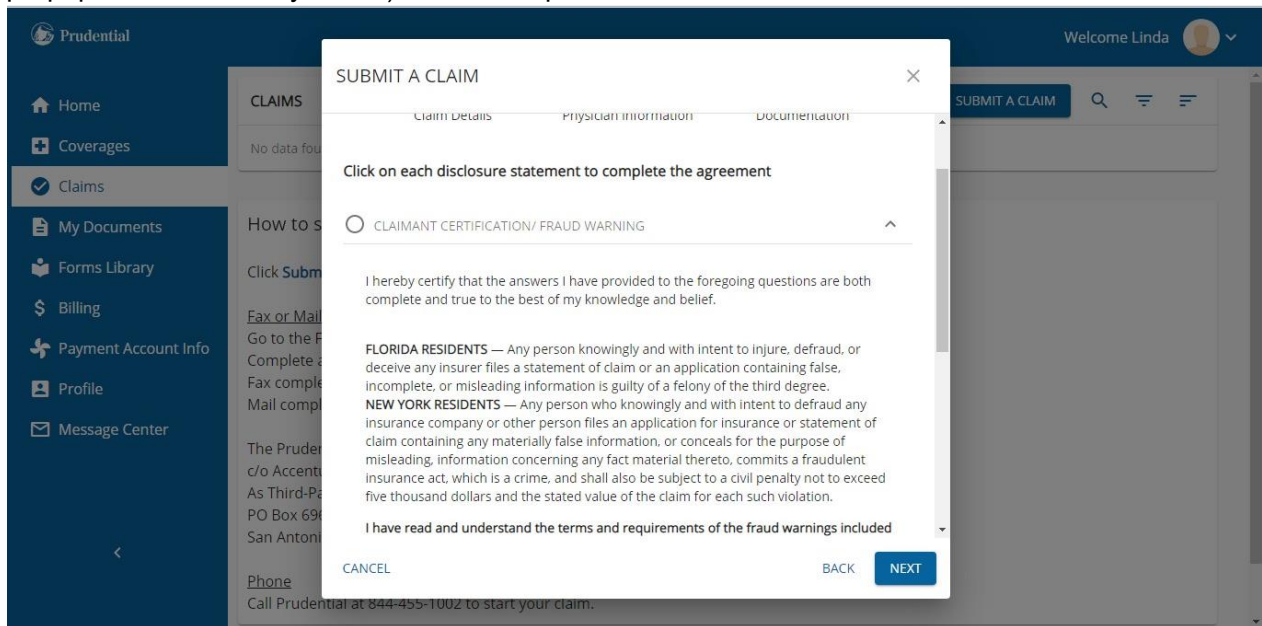 Prudential
Welcome Linda
SUBMIT A CLAIM
Home
Coverages
Claims
My Documents
Forms Library
Billing
Payment Account Info
Profile
Message Center
CLAIMS
SUBMIT A CLAIM
No data fou
How to s
Click Subm
Fax or Mail
Go to the F
Complete a
Fax comple
Mail compl
The Pruden
c/o Accentu
As Third-Pa
PO Box 696
San Antoni
Phone
Call Prudential at 844-455-1002 to start your claim.
Claim Details Physician Information Documentation
Click on each disclosure statement to complete the agreement
CLAIMANT CERTIFICATION/ FRAUD WARNING
I hereby certify that the answers I have provided to the foregoing questions are both
complete and true to the best of my knowledge and belief.
FLORIDA RESIDENTS — Any person knowingly and with intent to injure, defraud, or
deceive any insurer files a statement of claim or an application containing false,
incomplete, or misleading information is guilty of a felony of the third degree.
NEW YORK RESIDENTS — Any person who knowingly and with intent to defraud any
insurance company or other person files an application for insurance or statement of
claim containing any materially false information, or conceals for the purpose of
misleading, information concerning any fact material thereto, commits a fraudulent
insurance act, which is a crime, and shall also be subject to a civil penalty not to exceed
five thousand dollars and the stated value of the claim for each such violation.
I have read and understand the terms and requirements of the fraud warnings included
CANCEL
BACK
NEXT